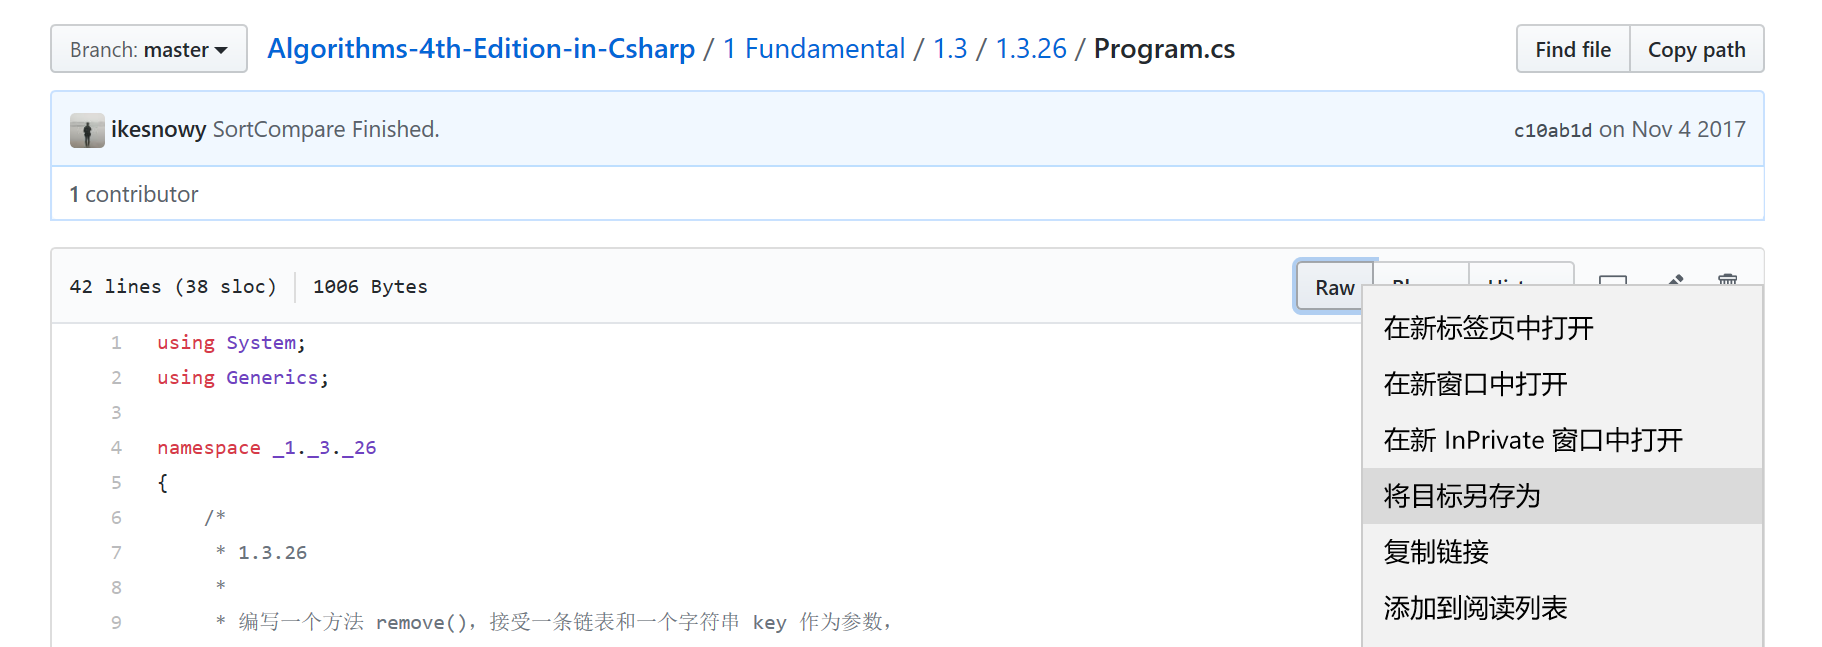 Branch: master Algorithms-4th-Edition-in-Csharp / 1 Fundamental / 1.3 / 1.3.26 / Program.cs Find file Copy path
ikesnowy SortCompare Finished. c10ab1d on Nov 4 2017
1 contributor
42 lines (38 sloc) 1006 Bytes Raw
在新标签页中打开
在新窗口中打开
在新 InPrivate 窗口中打开
将目标另存为
复制链接
添加到阅读列表
1 using System;
2 using Generics;
3
4 namespace _1._3._26
5 {
6 /*
7 * 1.3.26
8 *
9 * 编写一个方法 remove()，接受一条链表和一个字符串 key 作为参数，